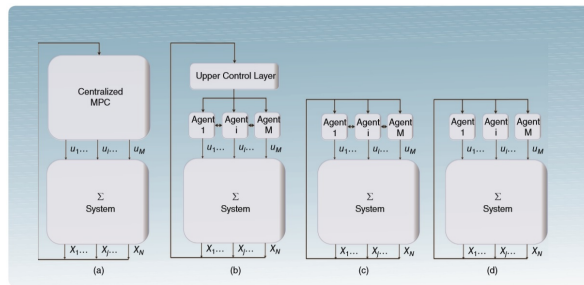 Centralized
MPC
u1... ui... uM
Σ
System
X1... Xj... XN
(a)
Upper Control Layer
Agent 1 Agent i Agent M
u1... ui... uM
Σ
System
X1... Xj... XN
(b)
Agent 1 Agent i Agent M
u1... ui... uM
Σ
System
X1... Xj... XN
(c)
Agent 1 Agent i Agent M
u1... ui... uM
Σ
System
X1... Xj... XN
(d)